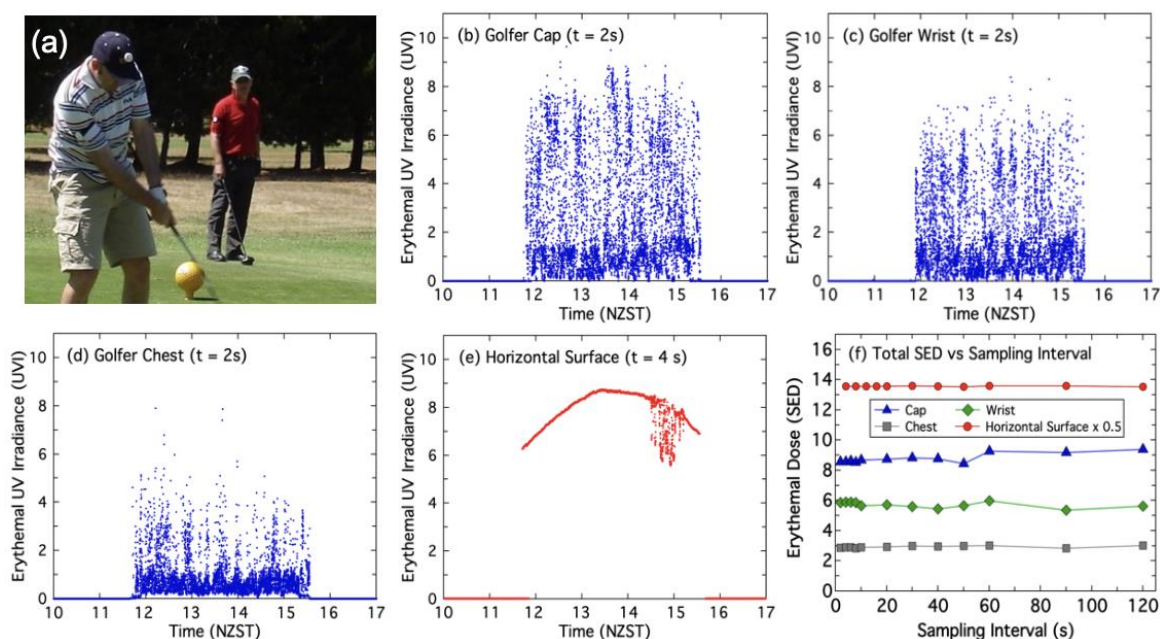 (a)
(b) Golfer Cap (t = 2s)
Erythemal UV Irradiance (UVI)
11
10
8
6
4
2
0
10 11 12 13 14 15 16 17
Time (NZST)
(c) Golfer Wrist (t = 2s)
Erythemal UV Irradiance (UVI)
11
10
8
6
4
2
0
10 11 12 13 14 15 16 17
Time (NZST)
(d) Golfer Chest (t = 2s)
Erythemal UV Irradiance (UVI)
11
10
8
6
4
2
0
10 11 12 13 14 15 16 17
Time (NZST)
(e) Horizontal Surface (t = 4 s)
Erythemal UV Irradiance (UVI)
11
10
8
6
4
2
0
10 11 12 13 14 15 16 17
Time (NZST)
(f) Total SED vs Sampling Interval
Erythemal Dose (SED)
16
14
12
10
8
6
4
2
0
Cap Wrist
Chest Horizontal Surface x 0.5
0 20 40 60 80 100 120
Sampling Interval (s)